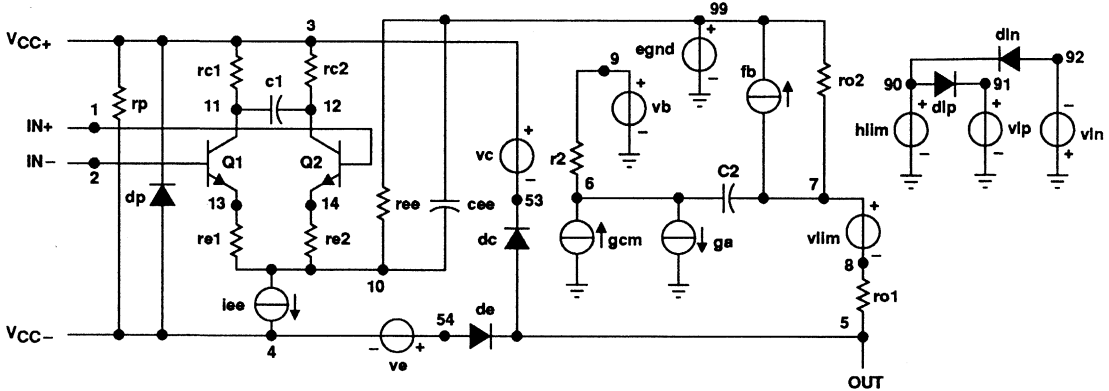 99
VCC+
3
rc1
rc2
c1
11
12
rp
1
IN+
IN−
2
Q1
Q2
dp
13
14
re1
re2
ree
cee
10
iee
VCC−
4
ve
54
de
vc
53
dc
egnd
9
vb
r2
6
gcm
ga
C2
fb
ro2
7
vlim
8
ro1
5
OUT
dln
92
90
91
dlp
hlim
vlp
vln